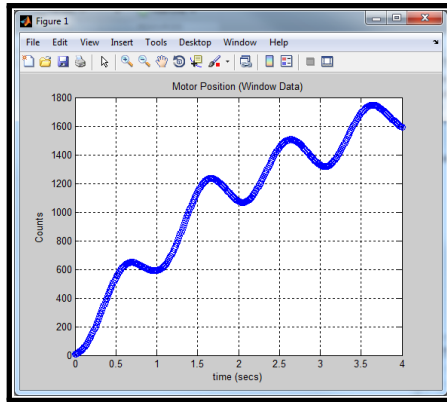 Figure 1
File Edit View Insert Tools Desktop Window Help
Motor Position (Window Data)
1800
1600
1400
1200
1000
800
600
400
200
0
Counts
0 0.5 1 1.5 2 2.5 3 3.5 4
time (secs)